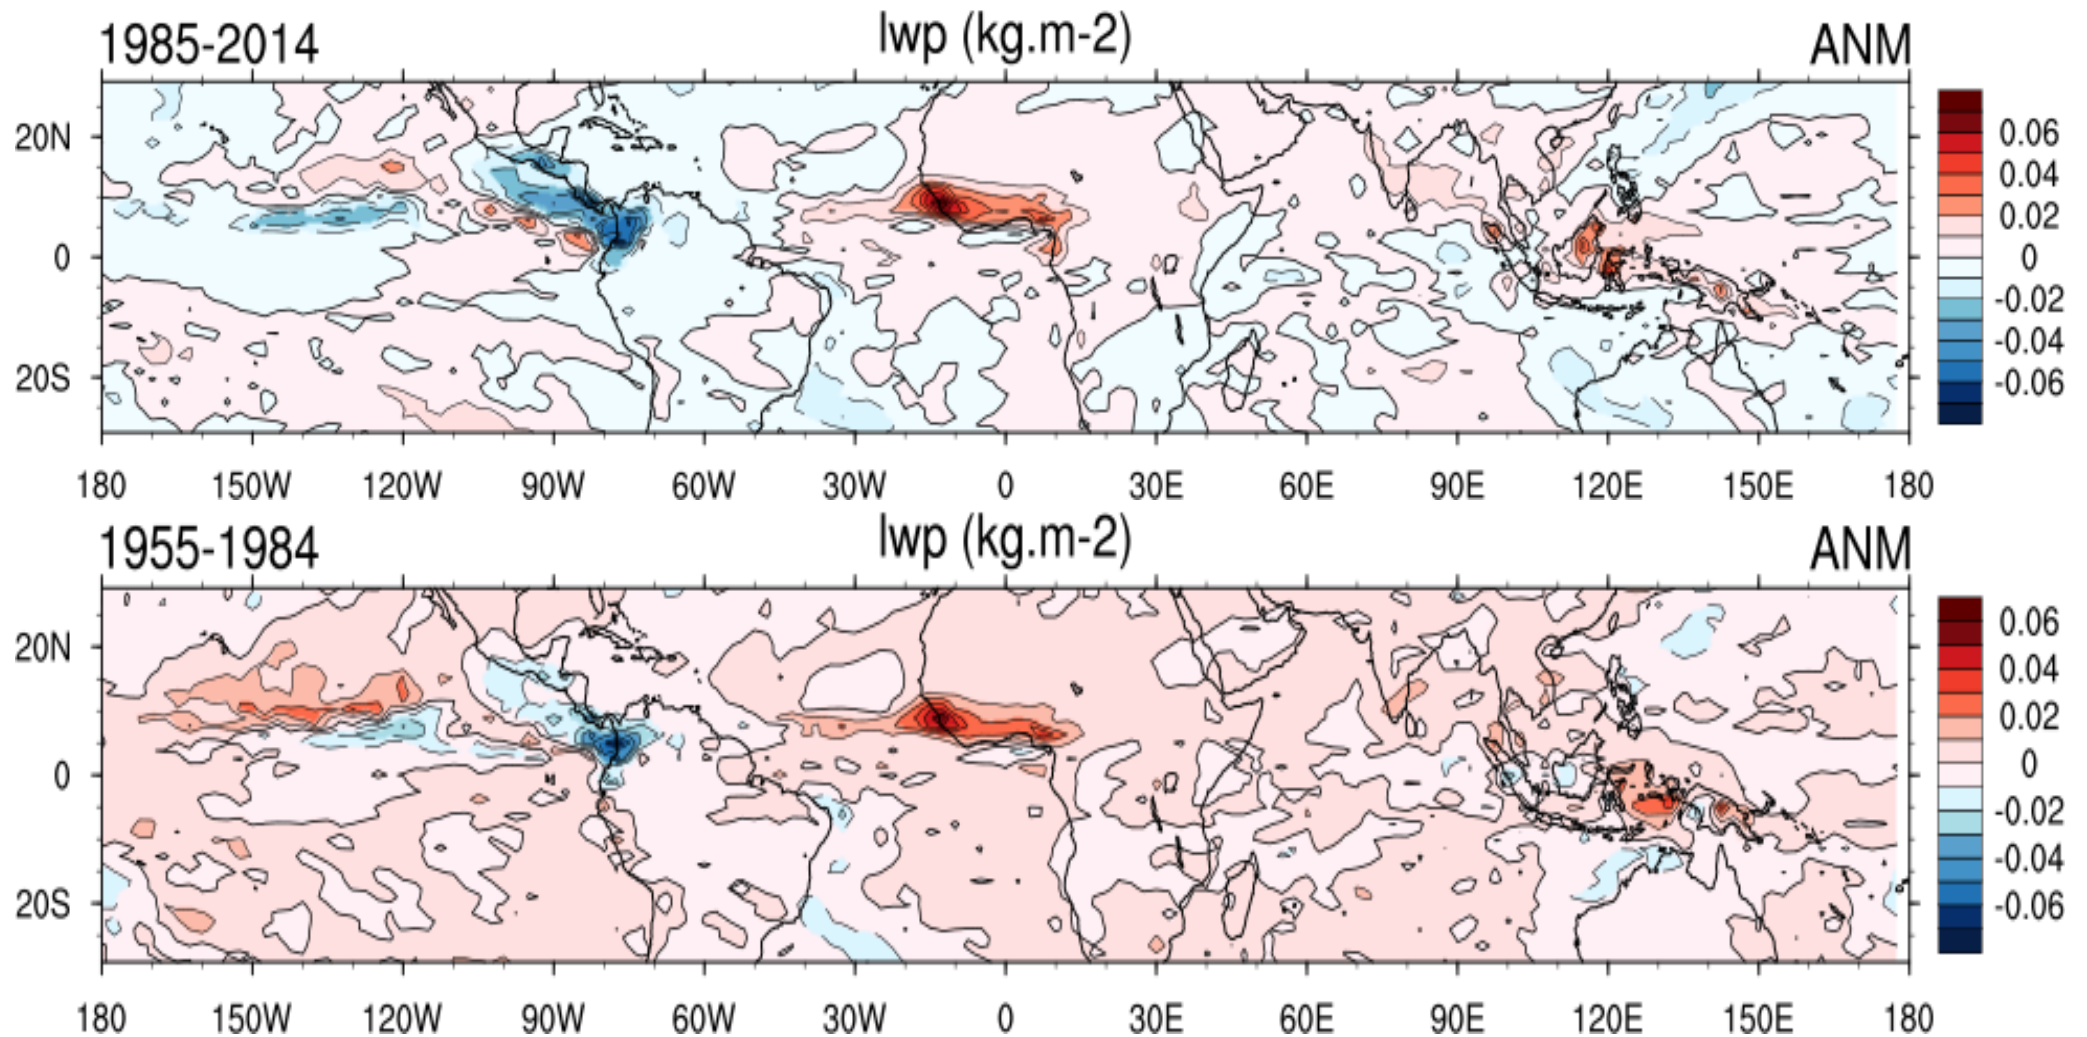 1985-2014 lwp (kg.m-2) ANM
20N
0
20S
180 150W 120W 90W 60W 30W 0 30E 60E 90E 120E 150E 180
0.06
0.04
0.02
0
-0.02
-0.04
-0.06
1955-1984 lwp (kg.m-2) ANM
20N
0
20S
180 150W 120W 90W 60W 30W 0 30E 60E 90E 120E 150E 180
0.06
0.04
0.02
0
-0.02
-0.04
-0.06